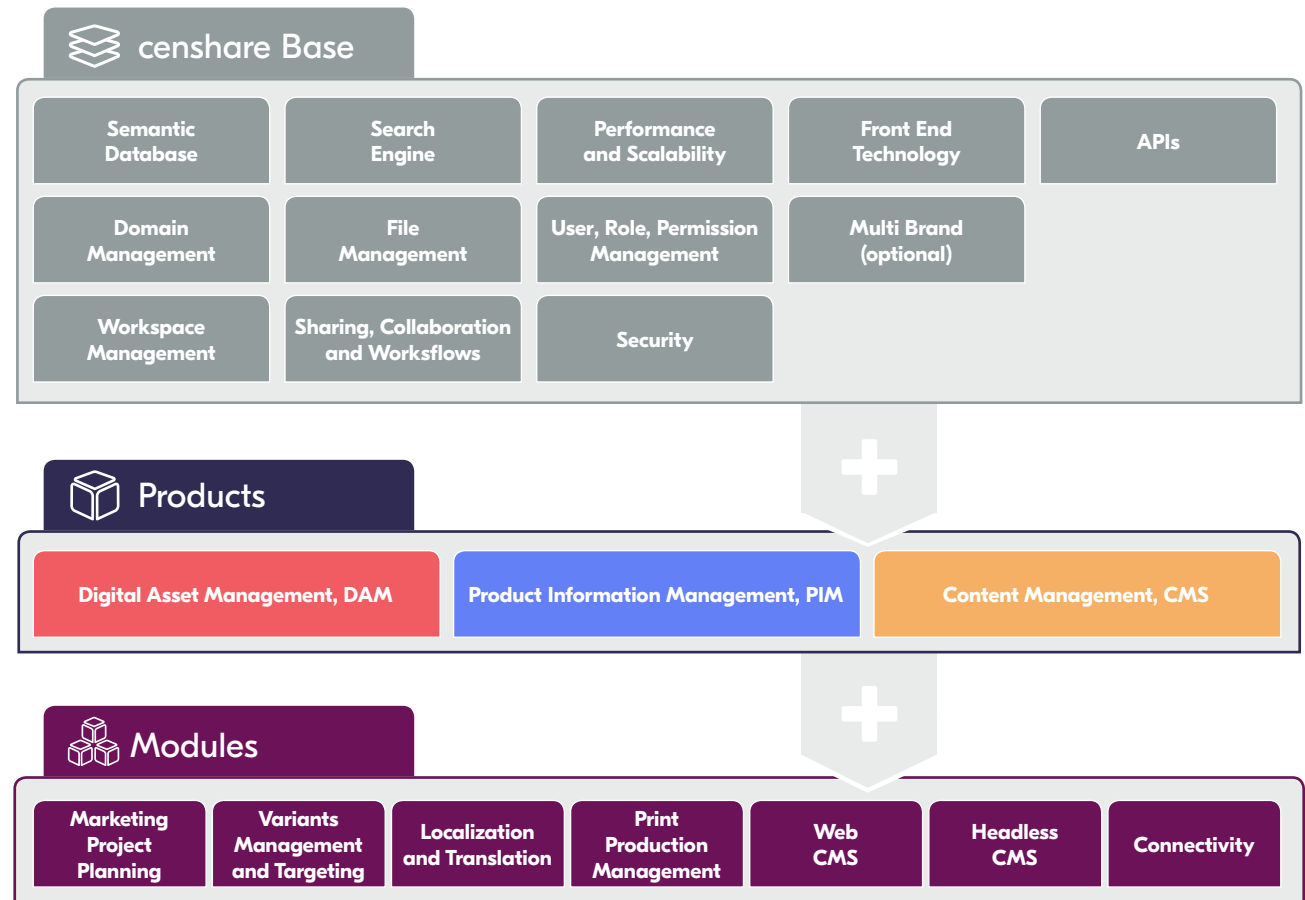 censhare Base
Semantic
Database
Search
Engine
Performance
and Scalability
Front End
Technology
APIs
Domain
Management
File
Management
User, Role, Permission
Management
Multi Brand
(optional)
Workspace
Management
Sharing, Collaboration
and Worksflows
Security
Products
Digital Asset Management, DAM
Product Information Management, PIM
Content Management, CMS
Modules
Marketing
Project
Planning
Variants
Management
and Targeting
Localization
and Translation
Print
Production
Management
Web
CMS
Headless
CMS
Connectivity